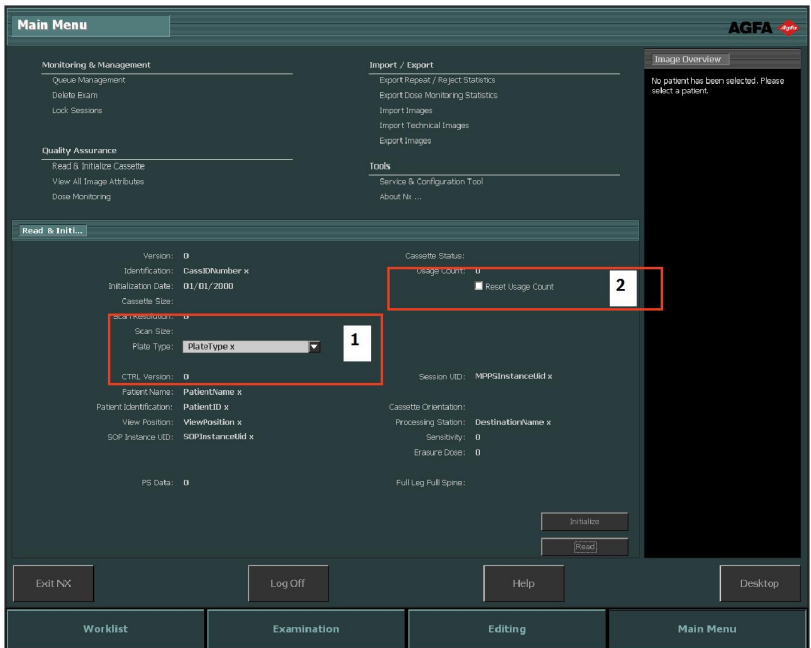 Main Menu
AGFA Agfa
Monitoring & Management
Queue Management
Delete Exam
Lock Sessions
Import / Export
Export Repeat / Reject Statistics
Export Dose Monitoring Statistics
Import Images
Import Technical Images
Export Images
Quality Assurance
Read & Initialize Cassette
View All Image Attributes
Dose Monitoring
Tools
Service & Configuration Tool
About Nx ...
Image Overview
No patient has been selected. Please
select a patient.
Read & Initi...
Version: 0
Identification: CassIDNumber x
Initialization Date: 01/01/2000
Cassette Size:
Scan Resolution: 0
Scan Size:
Plate Type: PlateType x
1
CTRL Version: 0
Patient Name: PatientName x
Patient Identification: PatientID x
View Position: ViewPosition x
SOP Instance UID: SOPInstanceUid x
PS Data: 0
Cassette Status:
Usage Count: 0
Reset Usage Count
2
Session UID: MPPSInstanceUid x
Cassette Orientation:
Processing Station: DestinationName x
Sensitivity: 0
Erasure Dose: 0
Full Leg Full Spine:
Initialize
Read
Exit NX
Log Off
Help
Desktop
Worklist
Examination
Editing
Main Menu